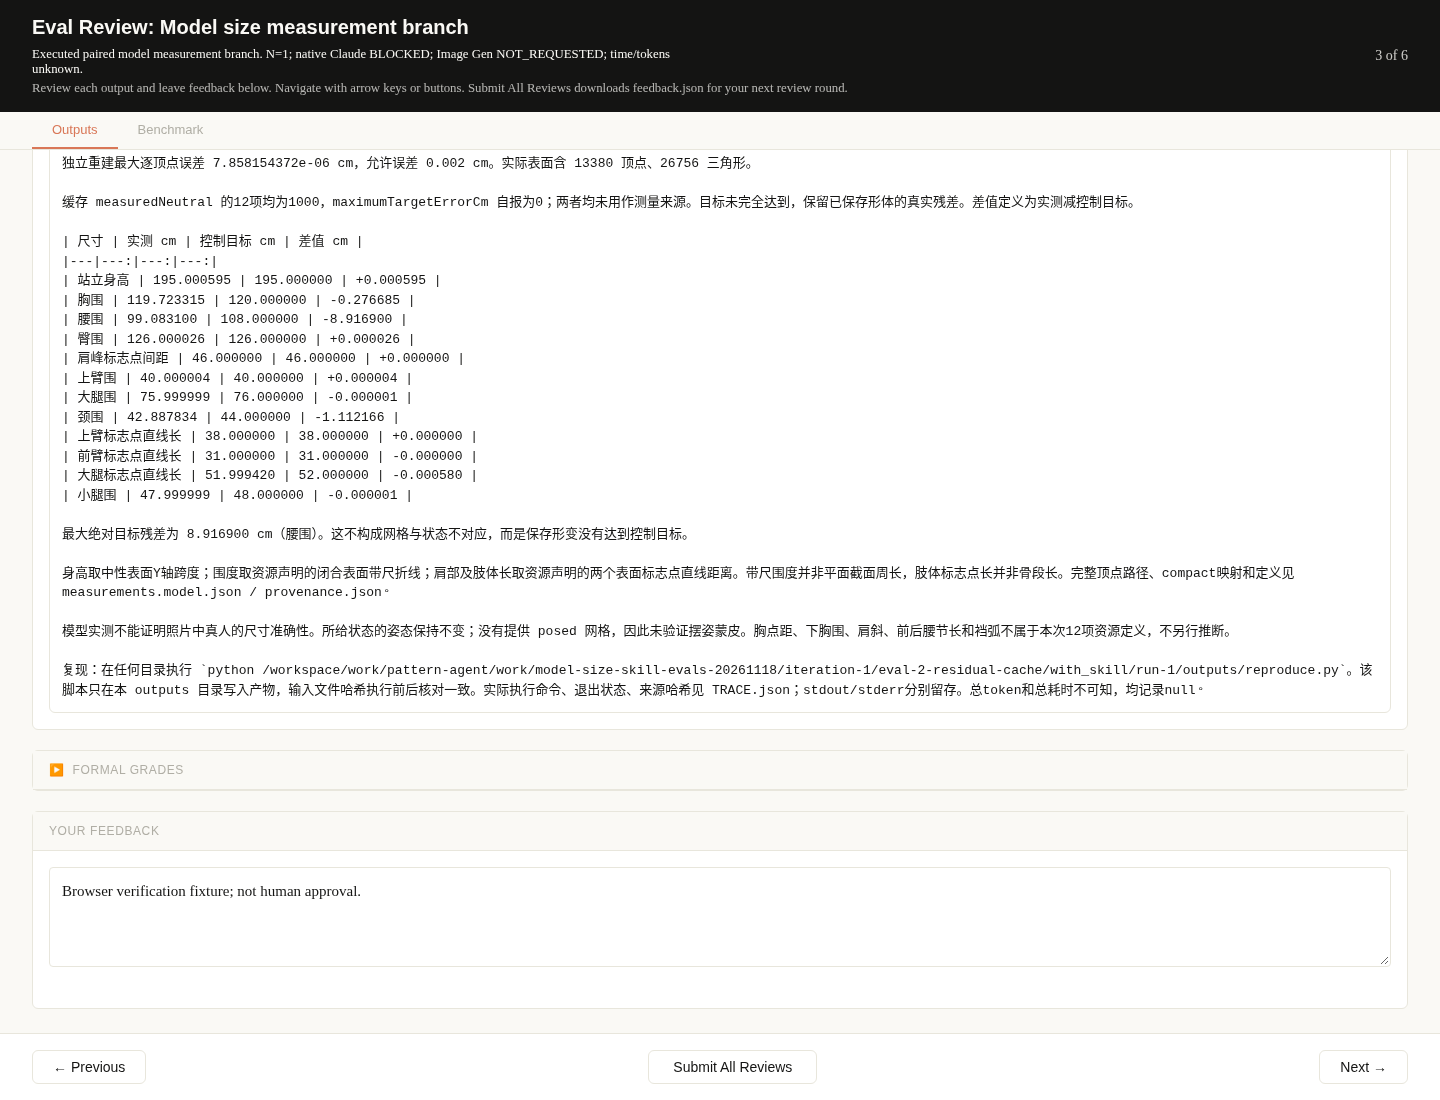 Eval Review: Model size measurement branch
Executed paired model measurement branch. N=1; native Claude BLOCKED; Image Gen NOT_REQUESTED; time/tokens
unknown.
3 of 6
Review each output and leave feedback below. Navigate with arrow keys or buttons. Submit All Reviews downloads feedback.json for your next review round.
Outputs
Benchmark
独立重建最大逐顶点误差 7.858154372e-06 cm，允许误差 0.002 cm。实际表面含 13380 顶点、26756 三角形。
缓存 measuredNeutral 的12项均为1000，maximumTargetErrorCm 自报为0；两者均未用作测量来源。目标未完全达到，保留已保存形体的真实残差。差值定义为实测减控制目标。
| 尺寸 | 实测 cm | 控制目标 cm | 差值 cm |
|---|---:|---:|---:|
| 站立身高 | 195.000595 | 195.000000 | +0.000595 |
| 胸围 | 119.723315 | 120.000000 | -0.276685 |
| 腰围 | 99.083100 | 108.000000 | -8.916900 |
| 臀围 | 126.000026 | 126.000000 | +0.000026 |
| 肩峰标志点间距 | 46.000000 | 46.000000 | +0.000000 |
| 上臂围 | 40.000004 | 40.000000 | +0.000004 |
| 大腿围 | 75.999999 | 76.000000 | -0.000001 |
| 颈围 | 42.887834 | 44.000000 | -1.112166 |
| 上臂标志点直线长 | 38.000000 | 38.000000 | +0.000000 |
| 前臂标志点直线长 | 31.000000 | 31.000000 | -0.000000 |
| 大腿标志点直线长 | 51.999420 | 52.000000 | -0.000580 |
| 小腿围 | 47.999999 | 48.000000 | -0.000001 |
最大绝对目标残差为 8.916900 cm（腰围）。这不构成网格与状态不对应，而是保存形变没有达到控制目标。
身高取中性表面Y轴跨度；围度取资源声明的闭合表面带尺折线；肩部及肢体长取资源声明的两个表面标志点直线距离。带尺围度并非平面截面周长，肢体标志点长并非骨段长。完整顶点路径、compact映射和定义见
measurements.model.json / provenance.json。
模型实测不能证明照片中真人的尺寸准确性。所给状态的姿态保持不变；没有提供 posed 网格，因此未验证摆姿蒙皮。胸点距、下胸围、肩斜、前后腰节长和裆弧不属于本次12项资源定义，不另行推断。
复现：在任何目录执行 `python /workspace/work/pattern-agent/work/model-size-skill-evals-20261118/iteration-1/eval-2-residual-cache/with_skill/run-1/outputs/reproduce.py`。该
脚本只在本 outputs 目录写入产物，输入文件哈希执行前后核对一致。实际执行命令、退出状态、来源哈希见 TRACE.json；stdout/stderr分别留存。总token和总耗时不可知，均记录null。
FORMAL GRADES
YOUR FEEDBACK
Browser verification fixture; not human approval.
← Previous
Submit All Reviews
Next →